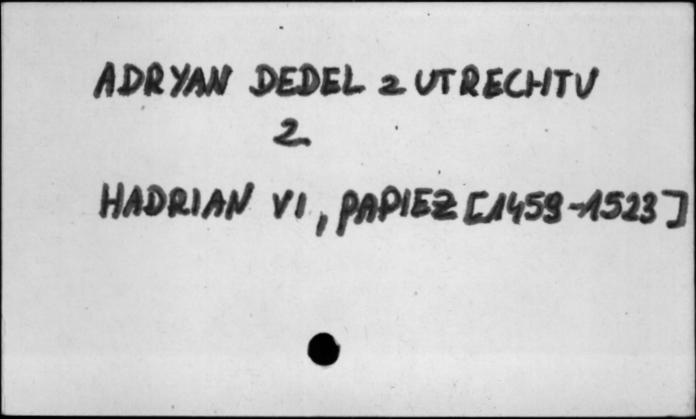 ADRYAN DEDEL z UTRECHTU
z
HADRIAN VI, PAPIEŻ [1459-1523]